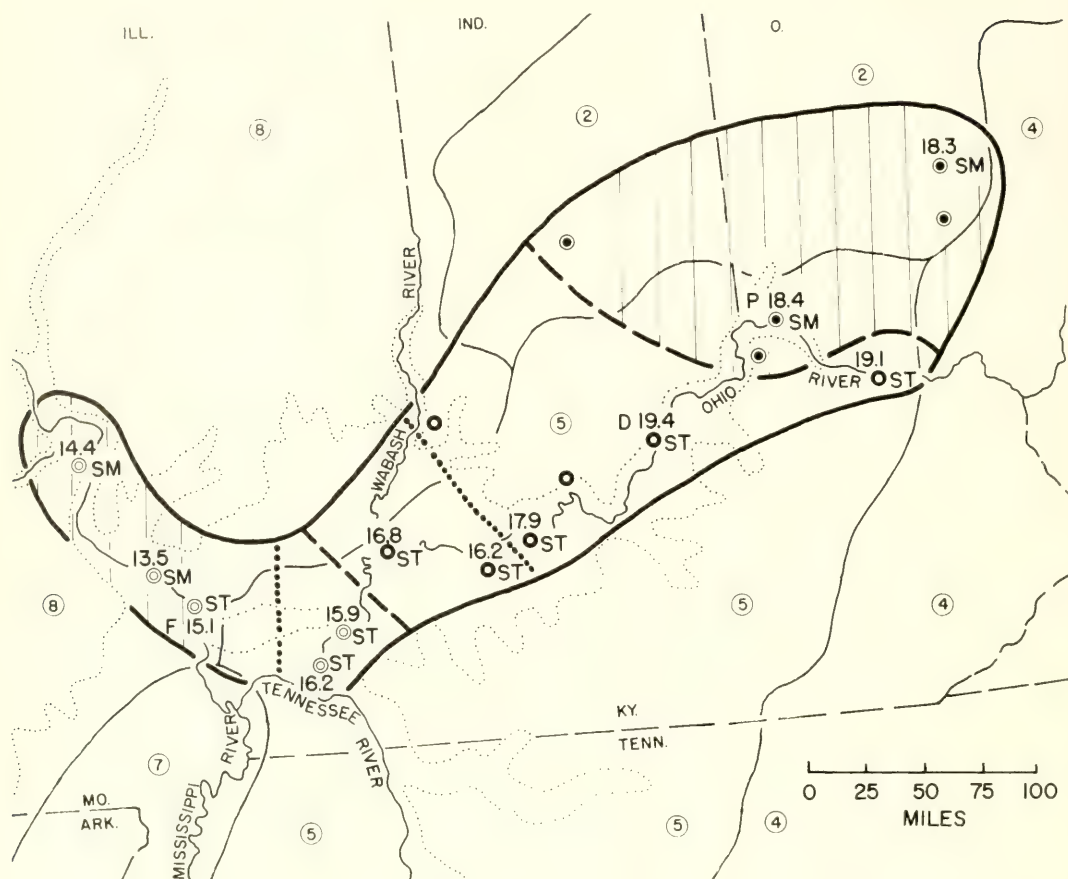 ILL.
IND.
O.
2
8
2
4
18.3
SM
RIVER
P 18.4
SM
19.1
ST
RIVER
OHIO
5
D 19.4
ST
14.4
SM
WABASH
17.9
ST
16.8
ST
16.2
ST
13.5
SM
ST
F 15.1
8
15.9
ST
5
4
ST
16.2
TENNESSEE
RIVER
KY.
TENN.
RIVER
MISSISSIPPI
7
MO.
ARK.
5
5
4
0 25 50 75 100
MILES